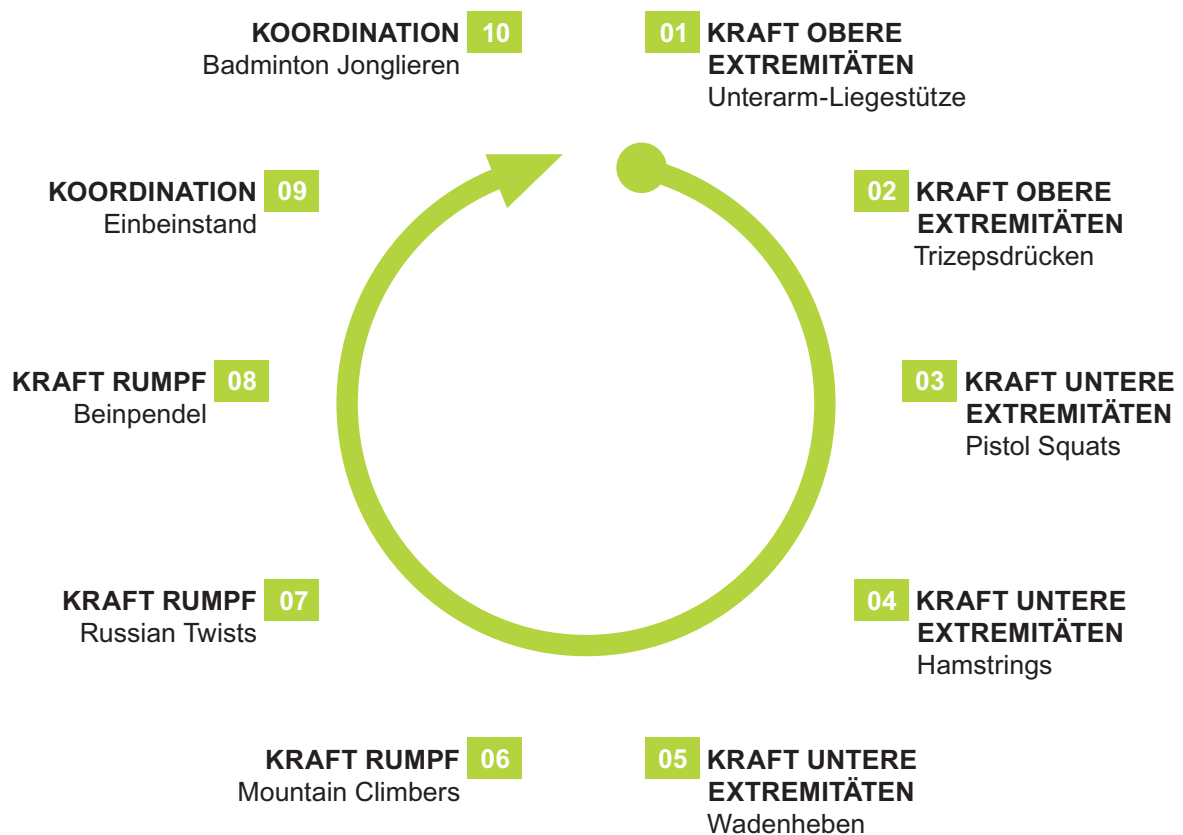 01 KRAFT OBERE
EXTREMITÄTEN
Unterarm-Liegestütze
02 KRAFT OBERE
EXTREMITÄTEN
Trizepsdrücken
03 KRAFT UNTERE
EXTREMITÄTEN
Pistol Squats
04 KRAFT UNTERE
EXTREMITÄTEN
Hamstrings
05 KRAFT UNTERE
EXTREMITÄTEN
Wadenheben
KRAFT RUMPF 06
Mountain Climbers
KRAFT RUMPF 07
Russian Twists
KRAFT RUMPF 08
Beinpendel
KOORDINATION 09
Einbeinstand
KOORDINATION 10
Badminton Jonglieren